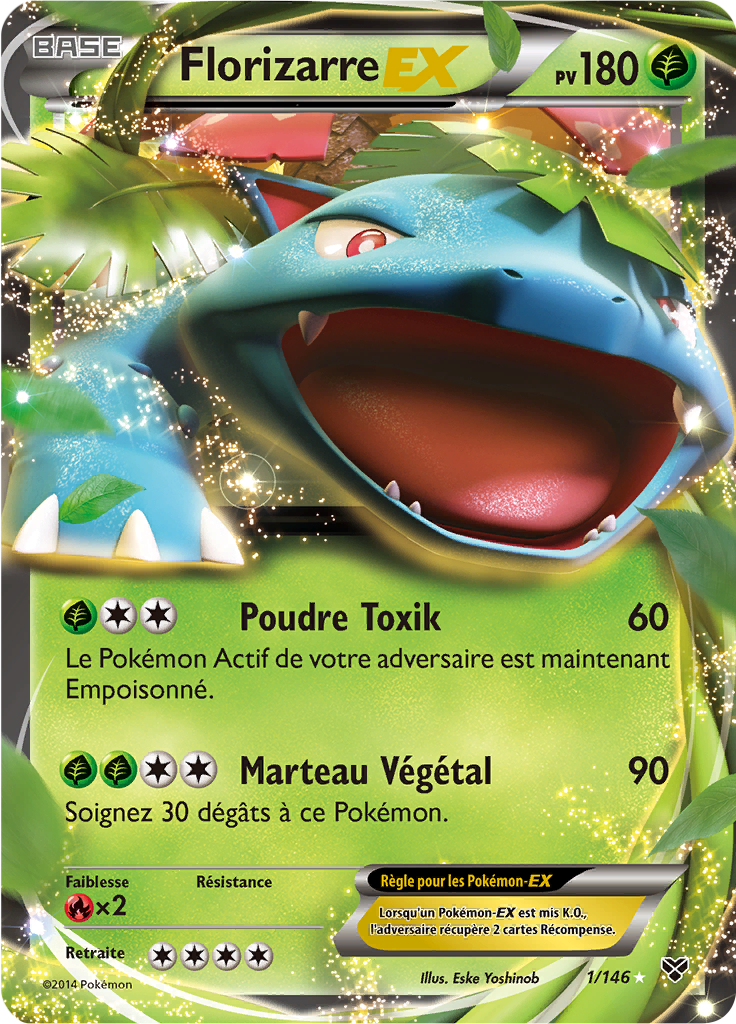 BASE
Florizarre EX
PV 180
Poudre Toxik 60
Le Pokémon Actif de votre adversaire est maintenant
Empoisonné.
Marteau Végétal 90
Soignez 30 dégâts à ce Pokémon.
Faiblesse Résistance
×2
Règle pour les Pokémon-EX
Lorsqu'un Pokémon-EX est mis K.O.,
l'adversaire récupère 2 cartes Récompense.
Retraite
©2014 Pokémon
Illus. Eske Yoshinob
1/146